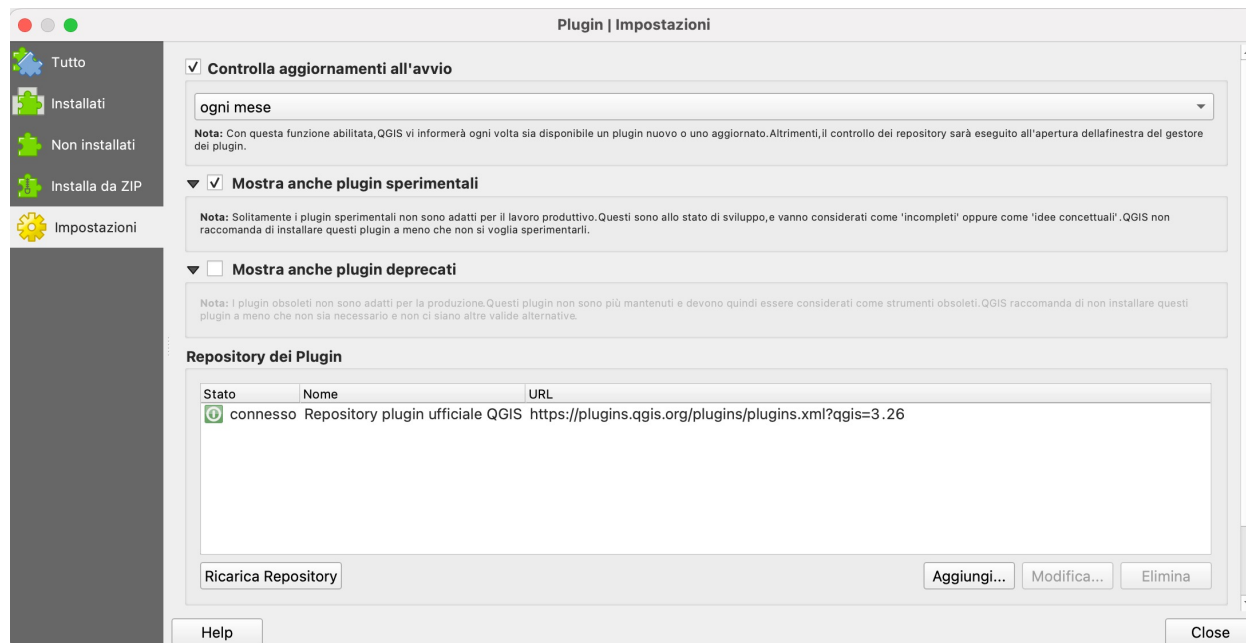 Plugin | Impostazioni
Tutto
Installati
Non installati
Installa da ZIP
Impostazioni
Controlla aggiornamenti all'avvio
ogni mese
Nota: Con questa funzione abilitata,QGIS vi informerà ogni volta sia disponibile un plugin nuovo o uno aggiornato.Altrimenti,il controllo dei repository sarà eseguito all'apertura dellafinestra del gestore
dei plugin.
Mostra anche plugin sperimentali
Nota: Solitamente i plugin sperimentali non sono adatti per il lavoro produttivo.Questi sono allo stato di sviluppo,e vanno considerati come 'incompleti' oppure come 'idee concettuali'.QGIS non
raccomanda di installare questi plugin a meno che non si voglia sperimentarli.
Mostra anche plugin deprecati
Nota: I plugin obsoleti non sono adatti per la produzione.Questi plugin non sono più mantenuti e devono quindi essere considerati come strumenti obsoleti.QGIS raccomanda di non installare questi
plugin a meno che non sia necessario e non ci siano altre valide alternative.
Repository dei Plugin
Stato Nome URL
connesso Repository plugin ufficiale QGIS https://plugins.qgis.org/plugins/plugins.xml?qgis=3.26
Ricarica Repository Aggiungi... Modifica... Elimina
Help Close